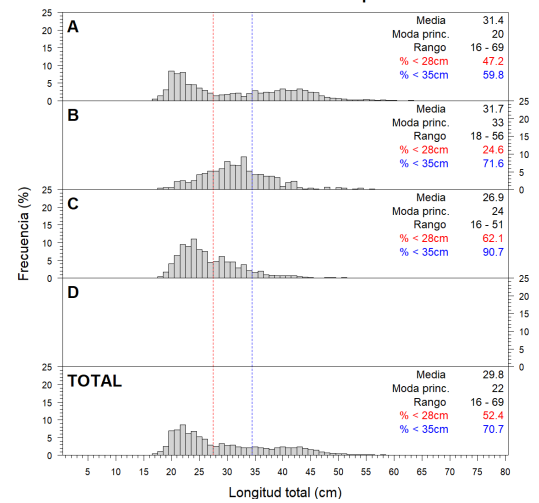 25
20
15
10
5
0
A
Media 31.4
Moda princ. 20
Rango 16 - 69
% < 28cm 47.2
% < 35cm 59.8
25
20
15
10
5
0
B
Media 31.7
Moda princ. 33
Rango 18 - 56
% < 28cm 24.6
% < 35cm 71.6
25
20
15
10
5
0
C
Media 26.9
Moda princ. 24
Rango 16 - 51
% < 28cm 62.1
% < 35cm 90.7
25
20
15
10
5
0
D
25
20
15
10
5
0
TOTAL
Media 29.8
Moda princ. 22
Rango 16 - 69
% < 28cm 52.4
% < 35cm 70.7
Frecuencia (%)
5 10 15 20 25 30 35 40 45 50 55 60 65 70 75 80
Longitud total (cm)